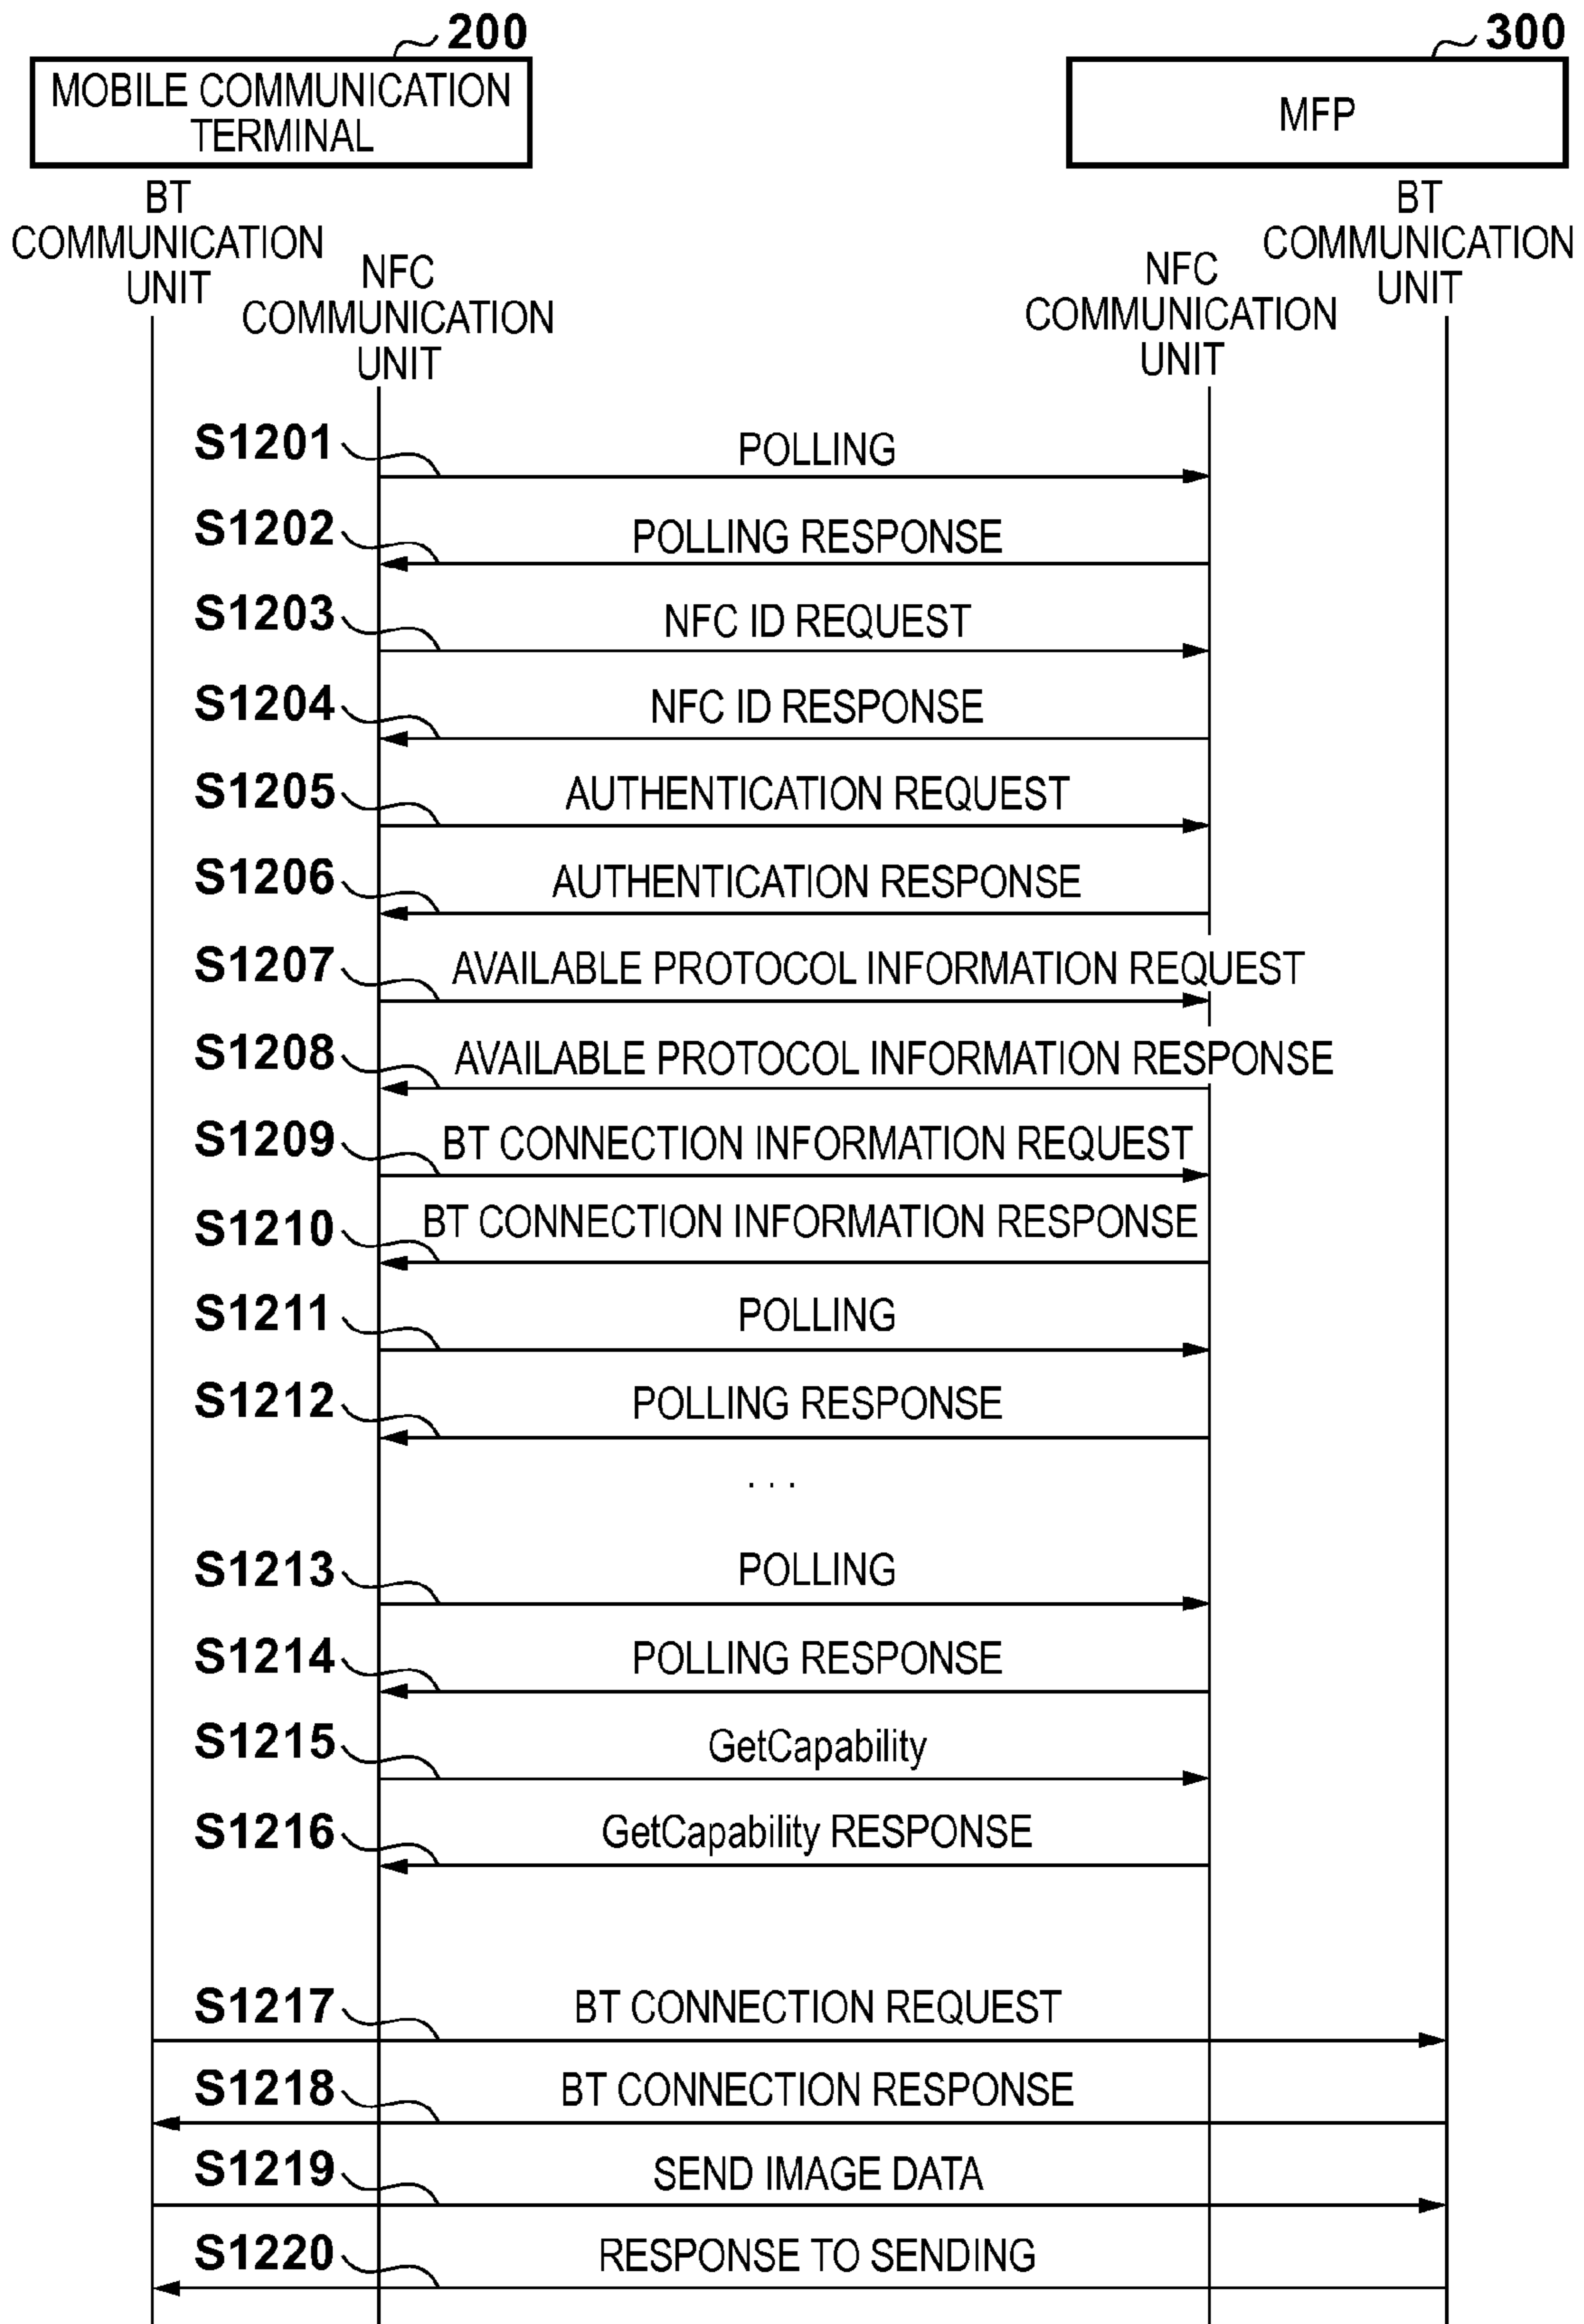 200
300
MOBILE COMMUNICATION
TERMINAL
MFP
BT
COMMUNICATION
UNIT
NFC
COMMUNICATION
UNIT
NFC
COMMUNICATION
UNIT
BT
COMMUNICATION
UNIT
S1201 POLLING
S1202 POLLING RESPONSE
S1203 NFC ID REQUEST
S1204 NFC ID RESPONSE
S1205 AUTHENTICATION REQUEST
S1206 AUTHENTICATION RESPONSE
S1207 AVAILABLE PROTOCOL INFORMATION REQUEST
S1208 AVAILABLE PROTOCOL INFORMATION RESPONSE
S1209 BT CONNECTION INFORMATION REQUEST
S1210 BT CONNECTION INFORMATION RESPONSE
S1211 POLLING
S1212 POLLING RESPONSE
. . .
S1213 POLLING
S1214 POLLING RESPONSE
S1215 GetCapability
S1216 GetCapability RESPONSE
S1217 BT CONNECTION REQUEST
S1218 BT CONNECTION RESPONSE
S1219 SEND IMAGE DATA
S1220 RESPONSE TO SENDING